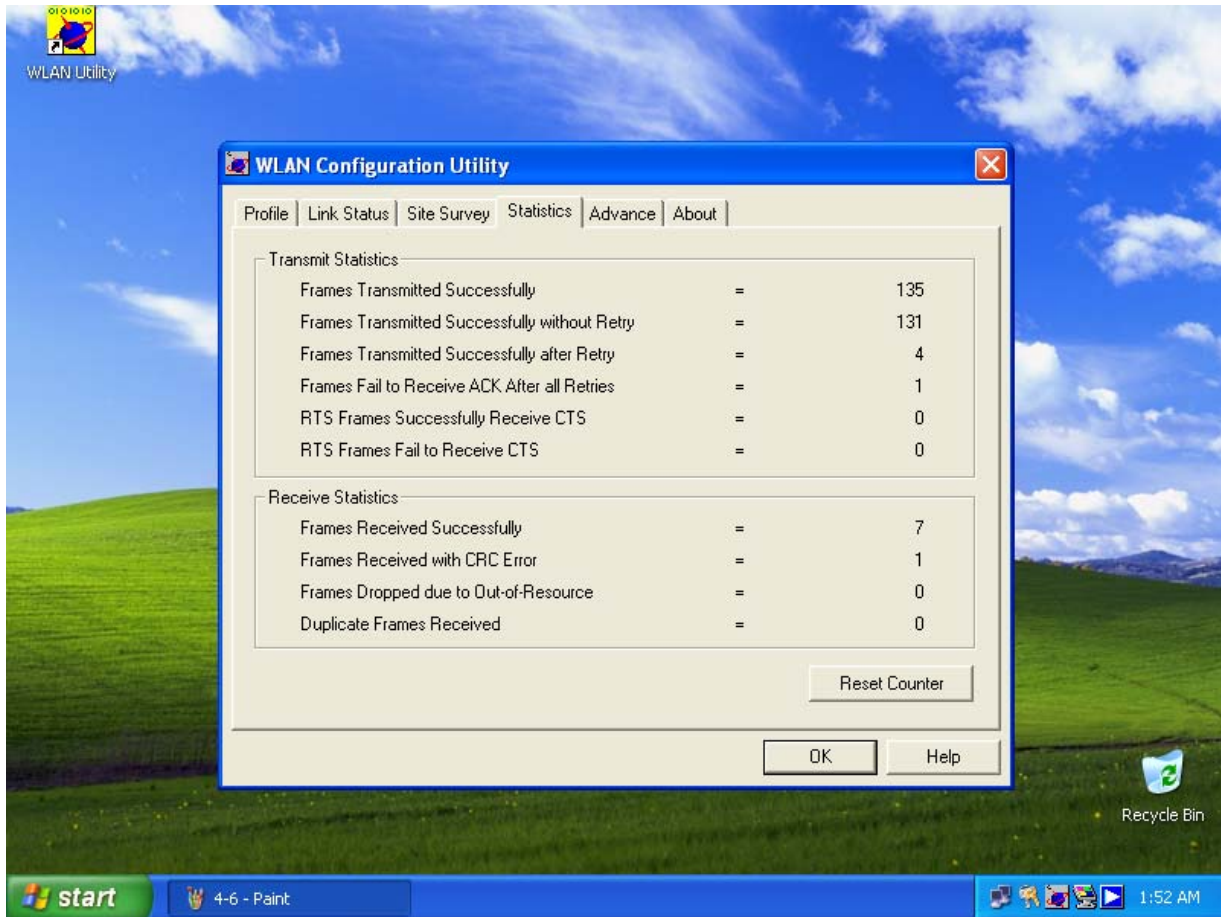 0101010
WLAN Utility
WLAN Configuration Utility
Profile Link Status Site Survey Statistics Advance About
Transmit Statistics
Frames Transmitted Successfully = 135
Frames Transmitted Successfully without Retry = 131
Frames Transmitted Successfully after Retry = 4
Frames Fail to Receive ACK After all Retries = 1
RTS Frames Successfully Receive CTS = 0
RTS Frames Fail to Receive CTS = 0
Receive Statistics
Frames Received Successfully = 7
Frames Received with CRC Error = 1
Frames Dropped due to Out-of-Resource = 0
Duplicate Frames Received = 0
Reset Counter
OK Help
Recycle Bin
start 4-6 - Paint 1:52 AM